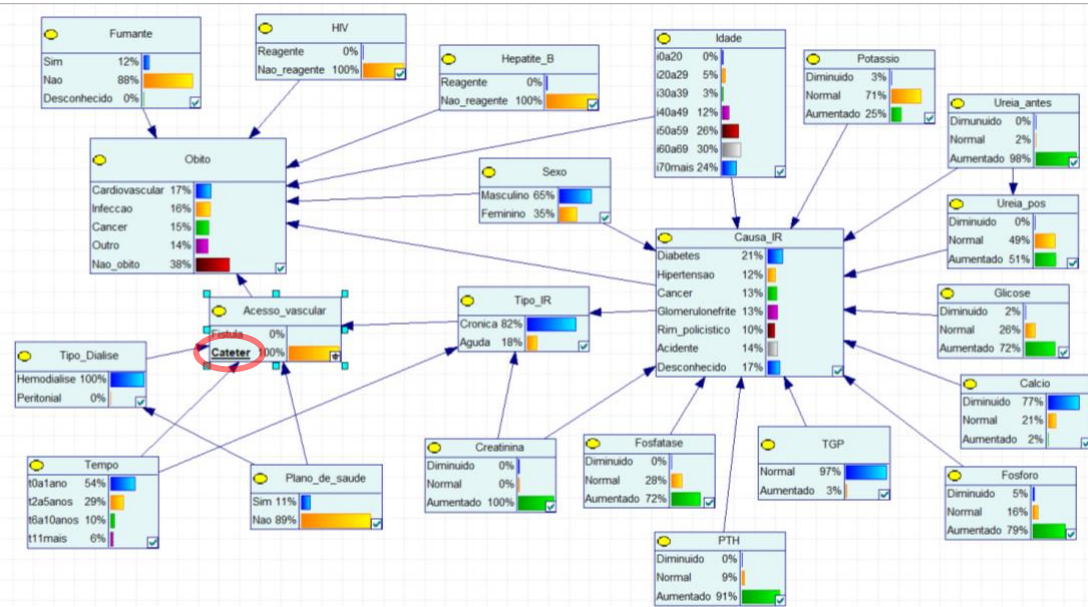 Fumante
Sim 12%
Nao 88%
Desconhecido 0%
HIV
Reagente 0%
Nao_reagente 100%
Hepatite_B
Reagente 0%
Nao_reagente 100%
Idade
i0a20 0%
i20a29 5%
i30a39 3%
i40a49 12%
i50a59 26%
i60a69 30%
i70mais 24%
Potassio
Diminuido 3%
Normal 71%
Aumentado 25%
Ureia_antes
Dimunuido 0%
Normal 2%
Aumentado 98%
Obito
Cardiovascular 17%
Infeccao 16%
Cancer 15%
Outro 14%
Nao_obito 38%
Sexo
Masculino 65%
Feminino 35%
Ureia_pos
Diminuido 0%
Normal 49%
Aumentado 51%
Causa_IR
Diabetes 21%
Hipertensao 12%
Cancer 13%
Glomerulonefrite 13%
Rim_policistico 10%
Acidente 14%
Desconhecido 17%
Acesso_vascular
Fistula 0%
Cateter 100%
Tipo_IR
Cronica 82%
Aguda 18%
Glicose
Diminuido 2%
Normal 26%
Aumentado 72%
Tipo_Dialise
Hemodialise 100%
Peritonial 0%
Calcio
Diminuido 77%
Normal 21%
Aumentado 2%
Tempo
t0a1ano 54%
t2a5anos 29%
t6a10anos 10%
t11mais 6%
Plano_de_saude
Sim 11%
Nao 89%
Creatinina
Diminuido 0%
Normal 0%
Aumentado 100%
Fosfatase
Diminuido 0%
Normal 28%
Aumentado 72%
TGP
Normal 97%
Aumentado 3%
Fosforo
Diminuido 5%
Normal 16%
Aumentado 79%
PTH
Diminuido 0%
Normal 9%
Aumentado 91%